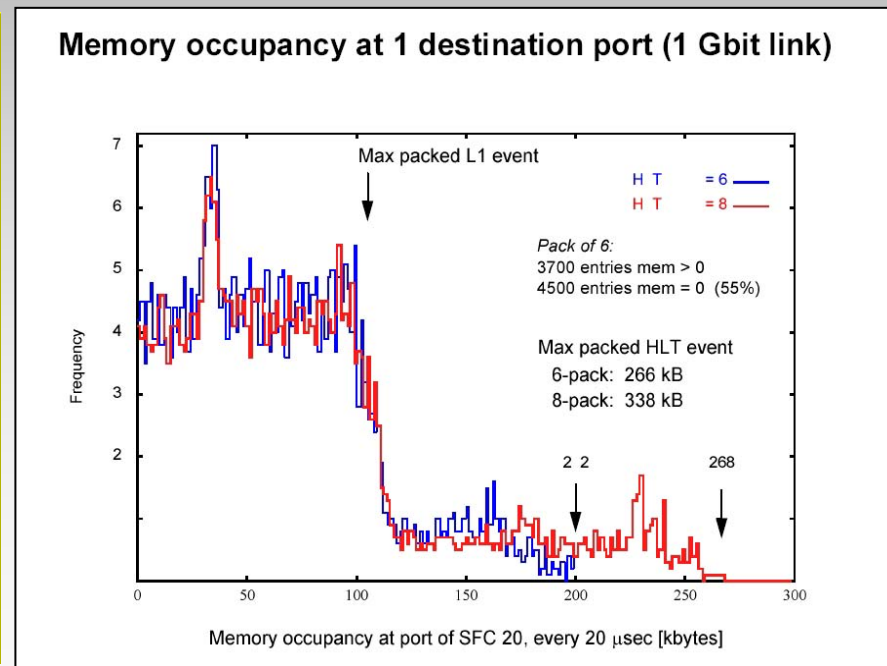 Memory occupancy at 1 destination port (1 Gbit link)
7
6
5
4
3
2
Frequency
Max packed L1 event
H T = 6
H T = 8
Pack of 6:
3700 entries mem > 0
4500 entries mem = 0 (55%)
Max packed HLT event
6-pack: 266 kB
8-pack: 338 kB
2 2
268
0 50 100 150 200 250 300
Memory occupancy at port of SFC 20, every 20 μsec [kbytes]